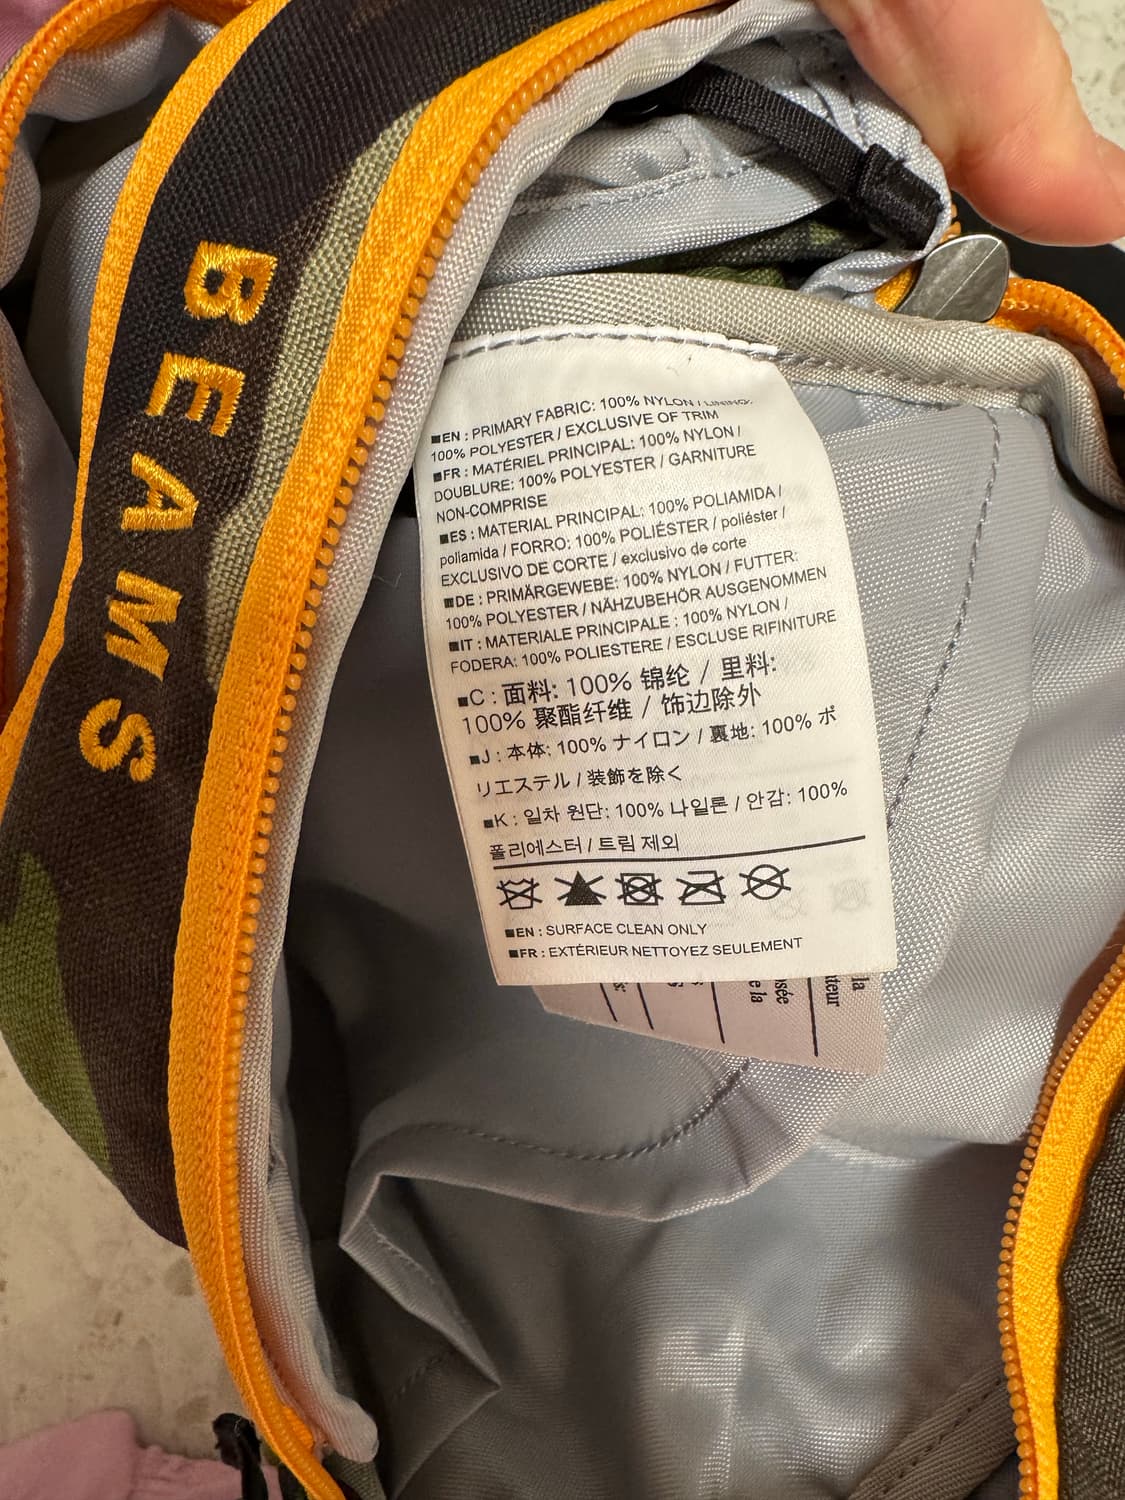 BEAMS
■EN : PRIMARY FABRIC: 100% NYLON / LINING:
100% POLYESTER / EXCLUSIVE OF TRIM
■FR : MATÉRIEL PRINCIPAL: 100% NYLON /
DOUBLURE: 100% POLYESTER / GARNITURE
NON-COMPRISE
■ES : MATERIAL PRINCIPAL: 100% POLIAMIDA /
poliamida / FORRO: 100% POLIÉSTER / poliéster /
EXCLUSIVO DE CORTE / exclusivo de corte
■DE : PRIMÄRGEWEBE: 100% NYLON / FUTTER:
100% POLYESTER / NÄHZUBEHÖR AUSGENOMMEN
■IT : MATERIALE PRINCIPALE : 100% NYLON /
FODERA: 100% POLIESTERE / ESCLUSE RIFINITURE
■C : 面料: 100% 锦纶 / 里料:
100% 聚酯纤维 / 饰边除外
■J : 本体: 100% ナイロン / 裏地: 100% ポ
リエステル / 装飾を除く
■K : 일차 원단: 100% 나일론 / 안감: 100%
폴리에스터 / 트림 제외
■EN : SURFACE CLEAN ONLY
■FR : EXTÉRIEUR NETTOYEZ SEULEMENT
la
ateur
sée
e la